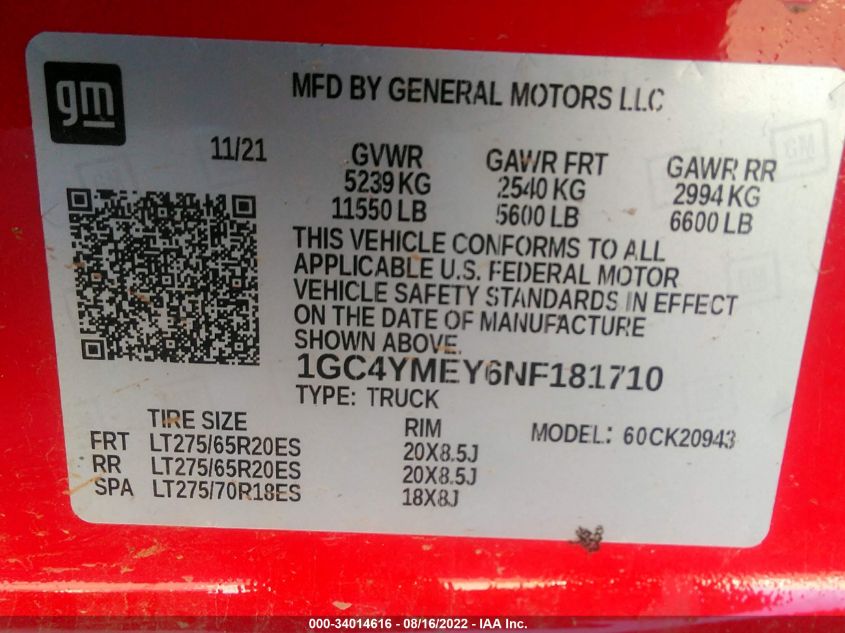 gm
MFD BY GENERAL MOTORS LLC
11/21
GVWR
5239 KG
11550 LB
GAWR FRT
2540 KG
5600 LB
GAWR RR
2994 KG
6600 LB
THIS VEHICLE CONFORMS TO ALL
APPLICABLE U.S. FEDERAL MOTOR
VEHICLE SAFETY STANDARDS IN EFFECT
ON THE DATE OF MANUFACTURE
SHOWN ABOVE.
1GC4YMEY6NF181710
TYPE: TRUCK
TIRE SIZE
RIM
MODEL: 60CK20943
FRT LT275/65R20ES 20X8.5J
RR LT275/65R20ES 20X8.5J
SPA LT275/70R18ES 18X8J
000-34014616 - 08/16/2022 - IAA Inc.